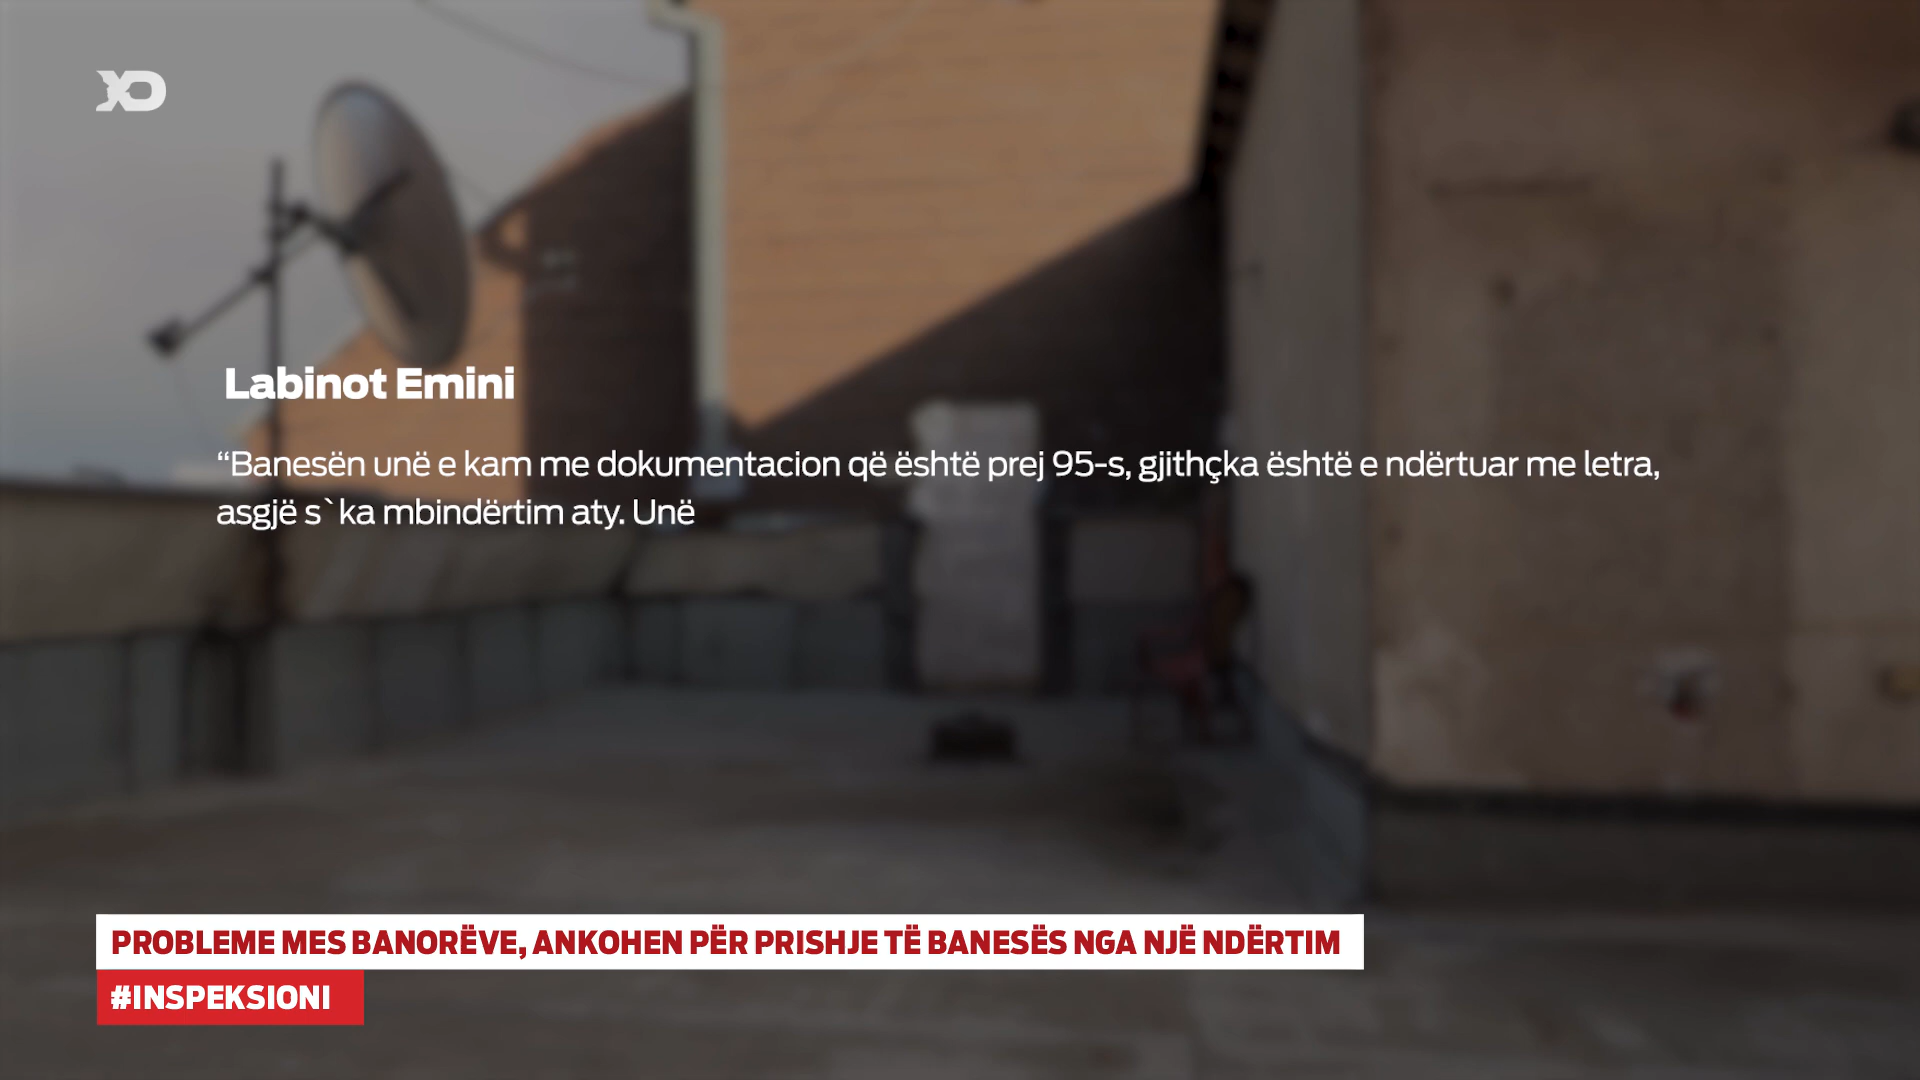 XD
Labinot Emini
“Banesën unë e kam me dokumentacion që është prej 95-s, gjithçka është e ndërtuar me letra,
asgjë s`ka mbindërtim aty. Unë
PROBLEME MES BANORËVE, ANKOHEN PËR PRISHJE TË BANESËS NGA NJË NDËRTIM
#INSPEKSIONI